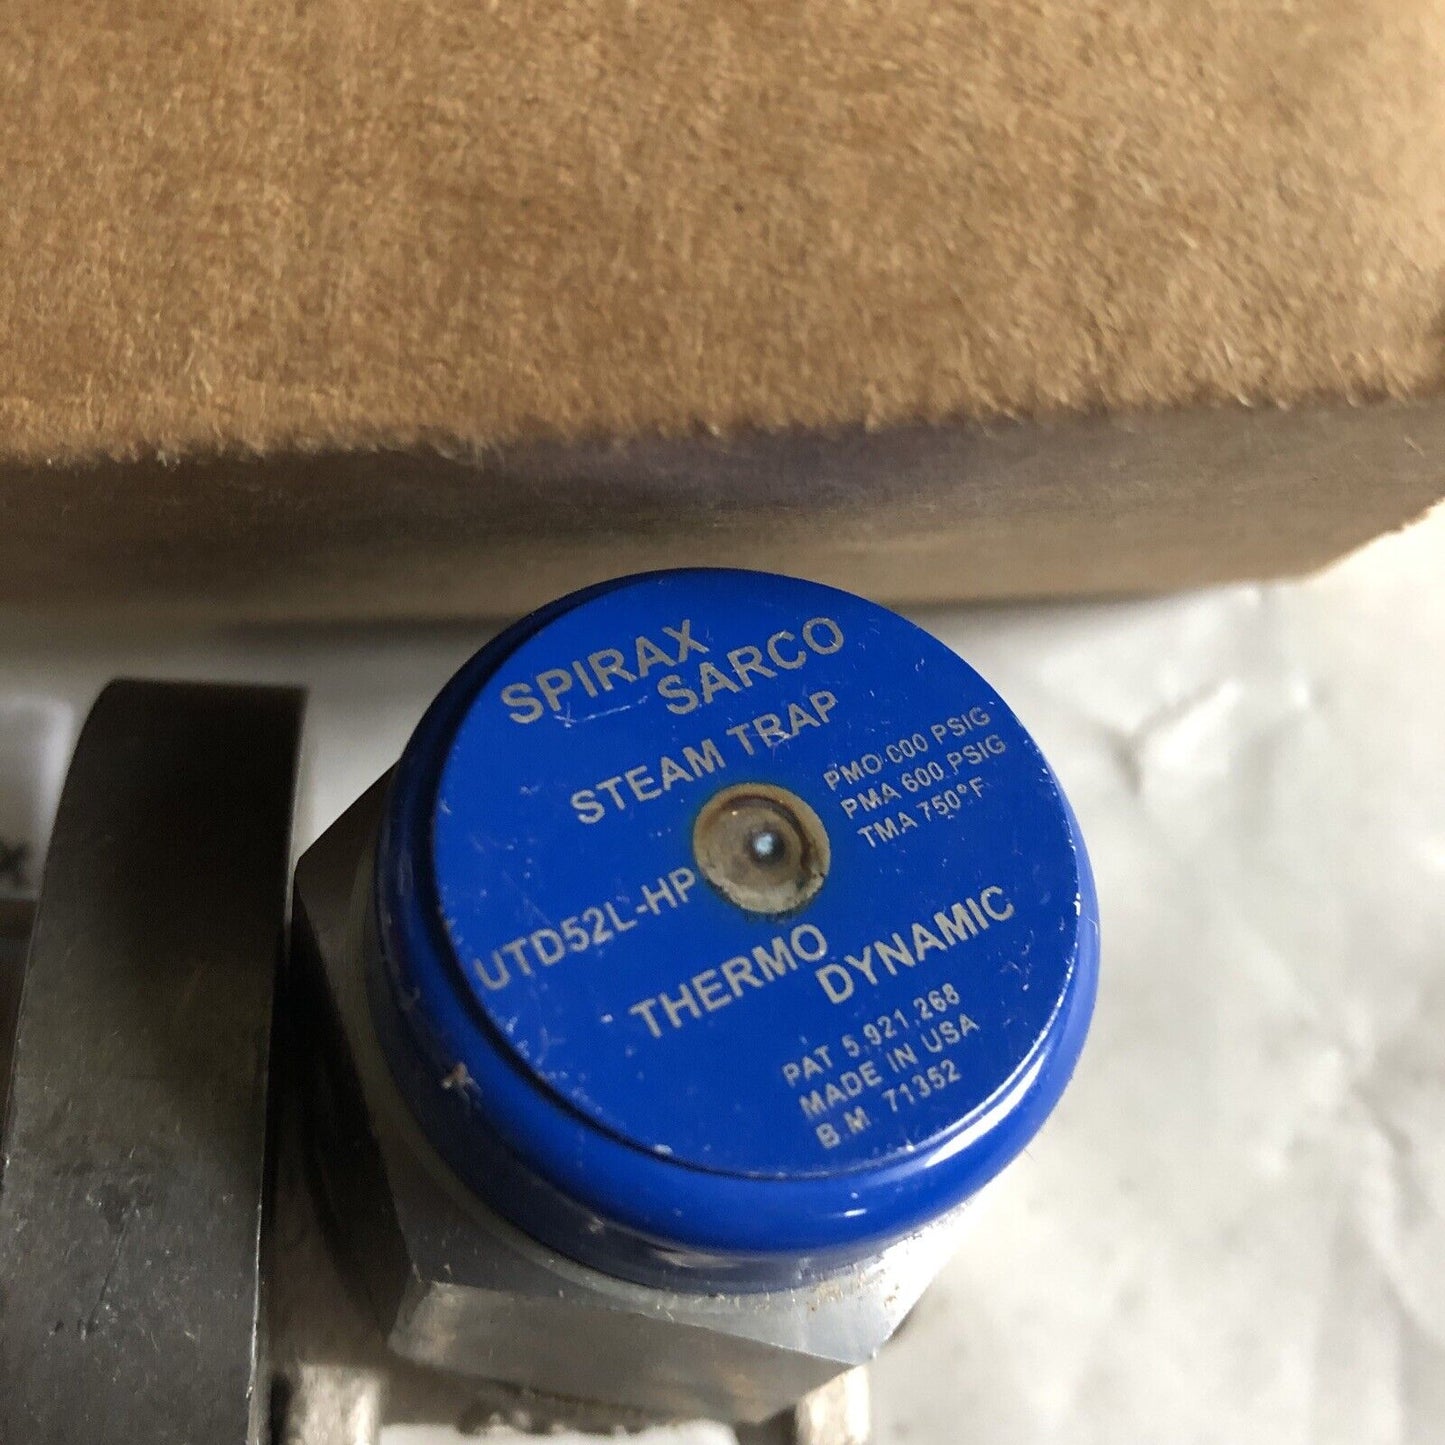 SPIRAX
SARCO
STEAM TRAP
PMO 600 PSIG
PMA 600 PSIG
TMA 750°F
UTD52L-HP
THERMO
DYNAMIC
PAT 5,921,268
MADE IN USA
B.M. 71352